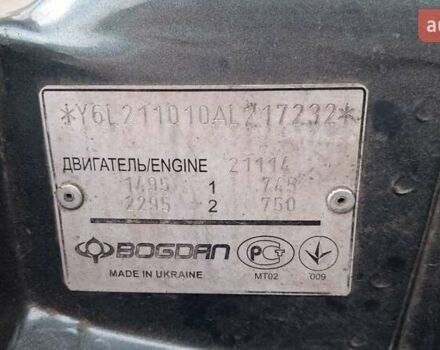 *Y6L211010AL217232*
ДВИГАТЕЛЬ/ENGINE 21114
1495 1 745
2295 2 750
BOGDAN
MADE IN UKRAINE МТ02 009